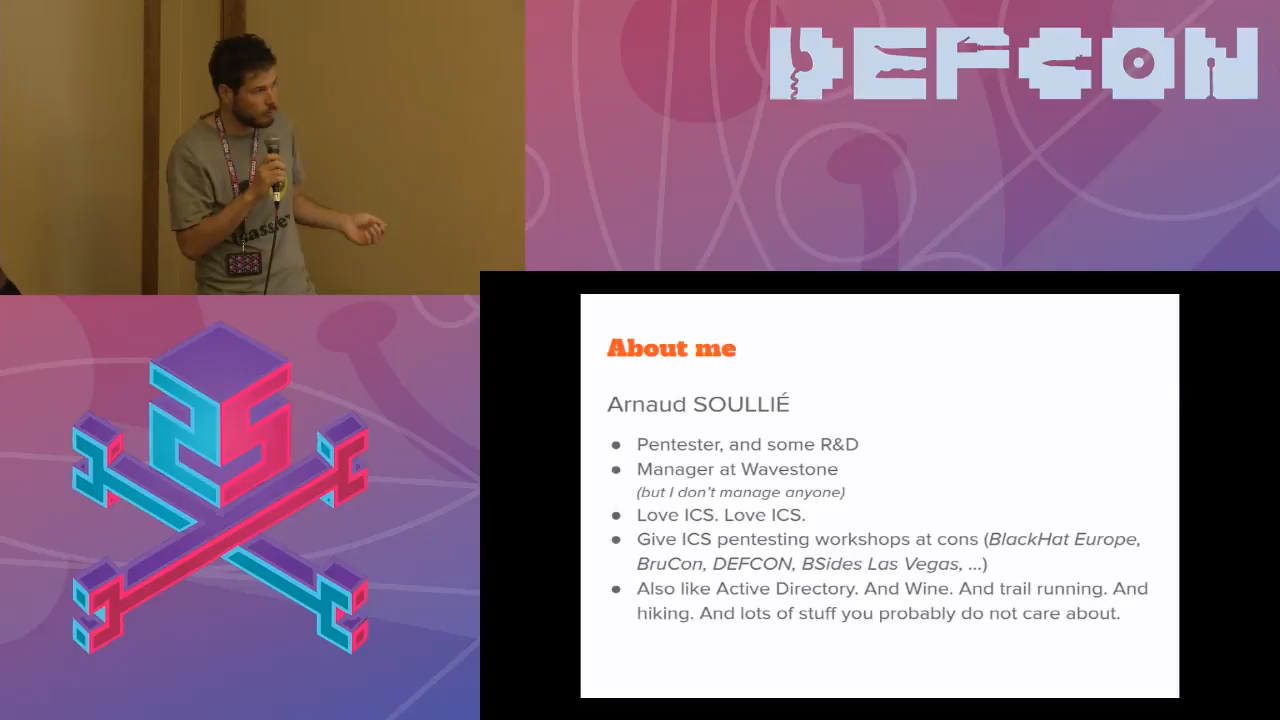 DEFCON
About me
Arnaud SOULLIÉ
● Pentester, and some R&D
● Manager at Wavestone
(but I don't manage anyone)
● Love ICS. Love ICS.
● Give ICS pentesting workshops at cons (BlackHat Europe,
BruCon, DEFCON, BSides Las Vegas, ...)
● Also like Active Directory. And Wine. And trail running. And
hiking. And lots of stuff you probably do not care about.
25